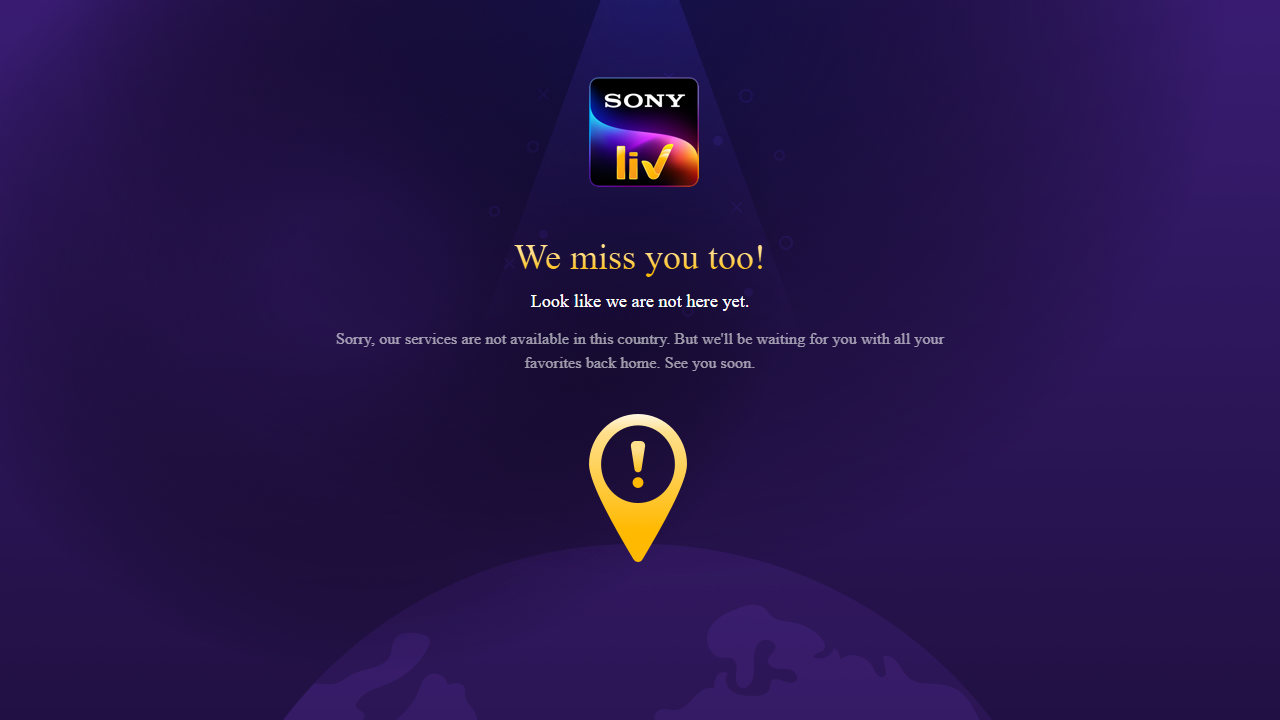 SONY
liv
We miss you too!
Look like we are not here yet.
Sorry, our services are not available in this country. But we'll be waiting for you with all your
favorites back home. See you soon.